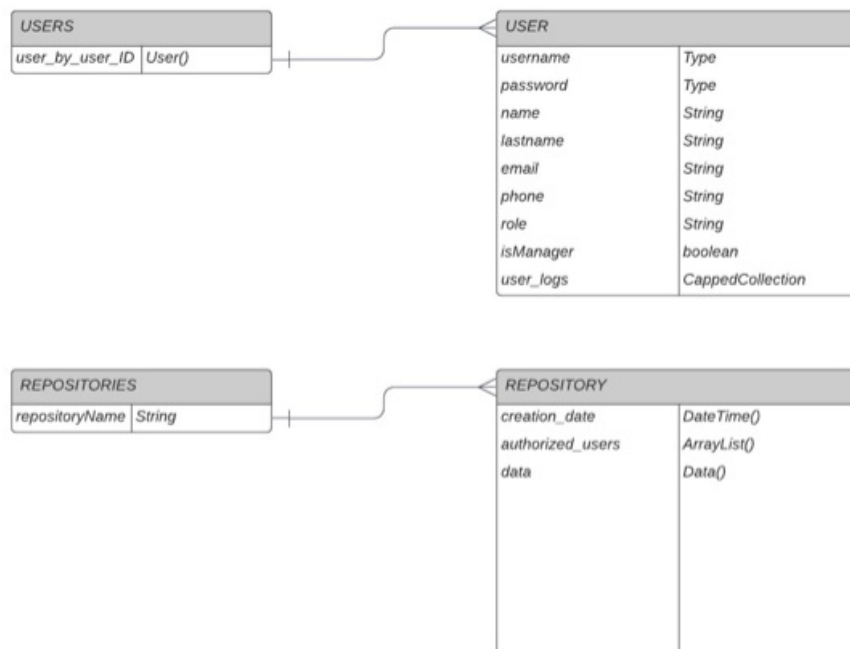 USERS
user_by_user_ID User()
USER
username Type
password Type
name String
lastname String
email String
phone String
role String
isManager boolean
user_logs CappedCollection
REPOSITORIES
repositoryName String
REPOSITORY
creation_date DateTime()
authorized_users ArrayList()
data Data()